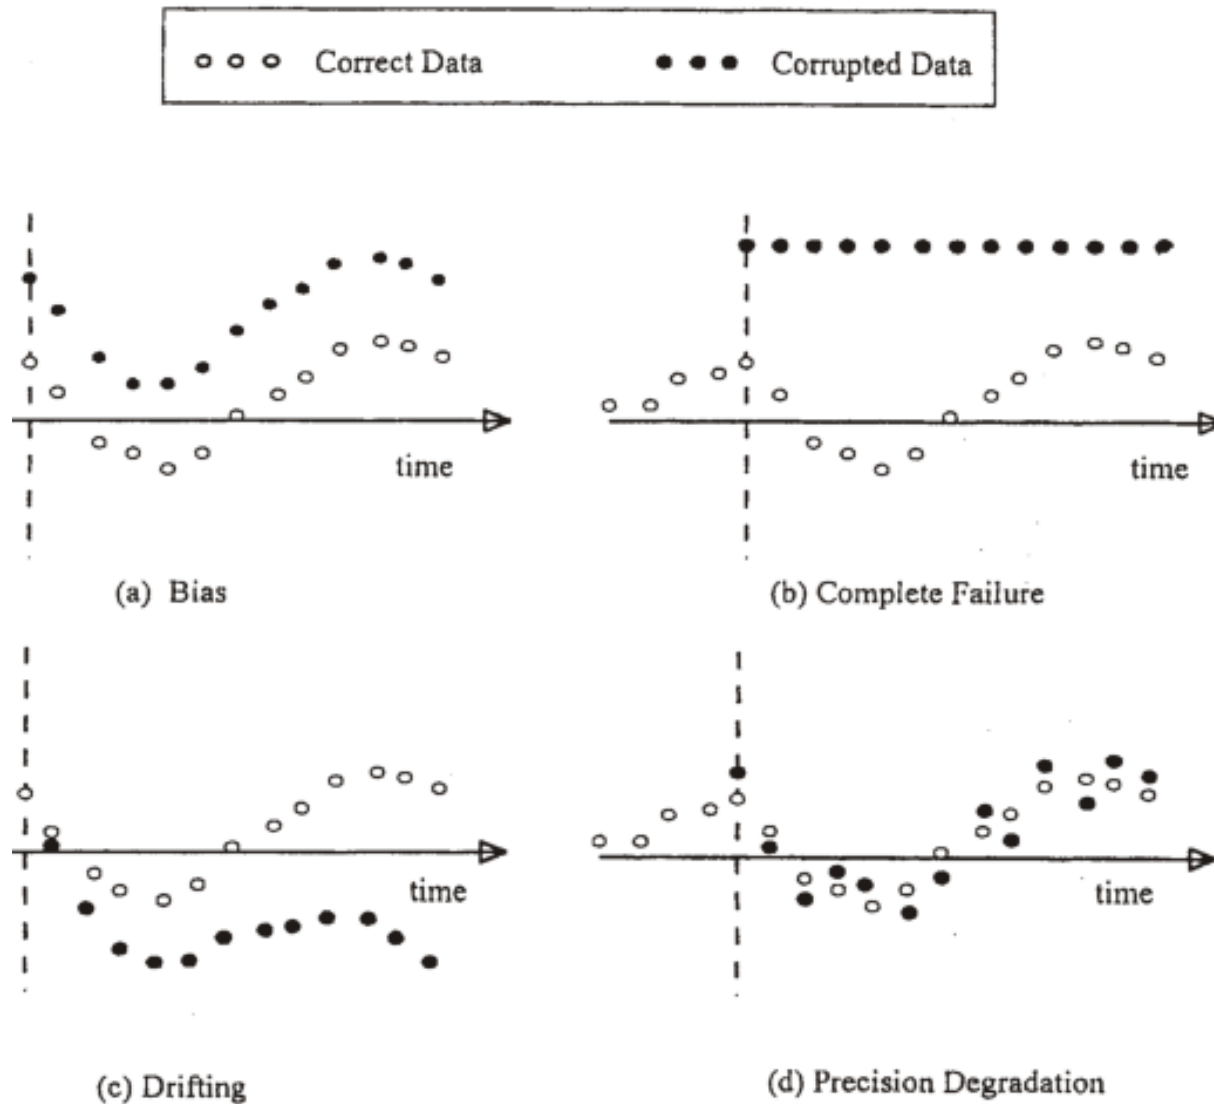 Correct Data
Corrupted Data
time
time
(a) Bias
(b) Complete Failure
time
time
(c) Drifting
(d) Precision Degradation